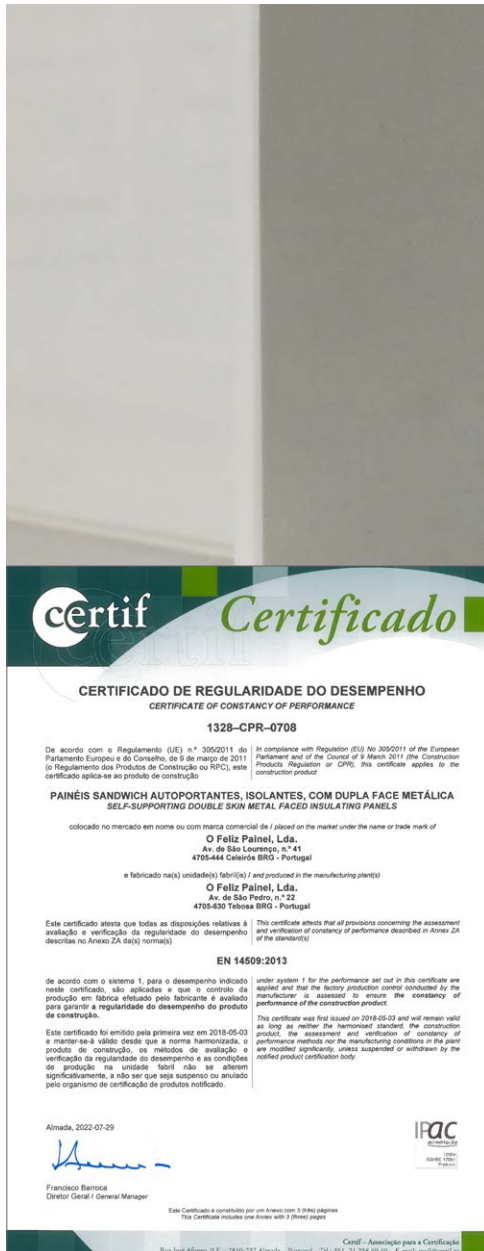 certif
Certificado
CERTIFICADO DE REGULARIDADE DO DESEMPENHO
CERTIFICATE OF CONSTANCY OF PERFORMANCE
1328–CPR–0708
De acordo com o Regulamento (UE) n.º 305/2011 do
Parlamento Europeu e do Conselho, de 9 de março de 2011
(o Regulamento dos Produtos de Construção ou RPC), este
certificado aplica-se ao produto de construção
In compliance with Regulation (EU) No 305/2011 of the European
Parliament and of the Council of 9 March 2011 (the Construction
Products Regulation or CPR), this certificate applies to the
construction product
PAINÉIS SANDWICH AUTOPORTANTES, ISOLANTES, COM DUPLA FACE METÁLICA
SELF-SUPPORTING DOUBLE SKIN METAL FACED INSULATING PANELS
colocado no mercado em nome ou com marca comercial de / placed on the market under the name or trade mark of
O Feliz Painel, Lda.
Av. de São Lourenço, n.º 41
4705-444 Celeirós BRG - Portugal
e fabricado na(s) unidade(s) fabril(is) / and produced in the manufacturing plant(s)
O Feliz Painel, Lda.
Av. de São Pedro, n.º 22
4705-630 Tebosa BRG - Portugal
Este certificado atesta que todas as disposições relativas à
avaliação e verificação da regularidade do desempenho
descritas no Anexo ZA da(s) norma(s)
This certificate attests that all provisions concerning the assessment
and verification of constancy of performance described in Annex ZA
of the standard(s)
EN 14509:2013
de acordo com o sistema 1, para o desempenho indicado
neste certificado, são aplicadas e que o controlo da
produção em fábrica efetuado pelo fabricante é avaliado
para garantir a regularidade do desempenho do produto
de construção.
Este certificado foi emitido pela primeira vez em 2018-05-03
e manter-se-á válido desde que a norma harmonizada, o
produto de construção, os métodos de avaliação e
verificação da regularidade do desempenho e as condições
de produção na unidade fabril não se alterem
significativamente, a não ser que seja suspenso ou anulado
pelo organismo de certificação de produtos notificado.
under system 1 for the performance set out in this certificate are
applied and that the factory production control conducted by the
manufacturer is assessed to ensure the constancy of
performance of the construction product.
This certificate was first issued on 2018-05-03 and will remain valid
as long as neither the harmonised standard, the construction
product, the assessment and verification of constancy of
performance methods nor the manufacturing conditions in the plant
are modified significantly, unless suspended or withdrawn by the
notified product certification body.
Almada, 2022-07-29
IPAC
acreditação
Francisco Barroca
Diretor Geral / General Manager
Este Certificado é constituído por um Anexo com 3 (três) páginas
This Certificate includes one Annex with 3 (three) pages
Certif – Associação para a Certificação